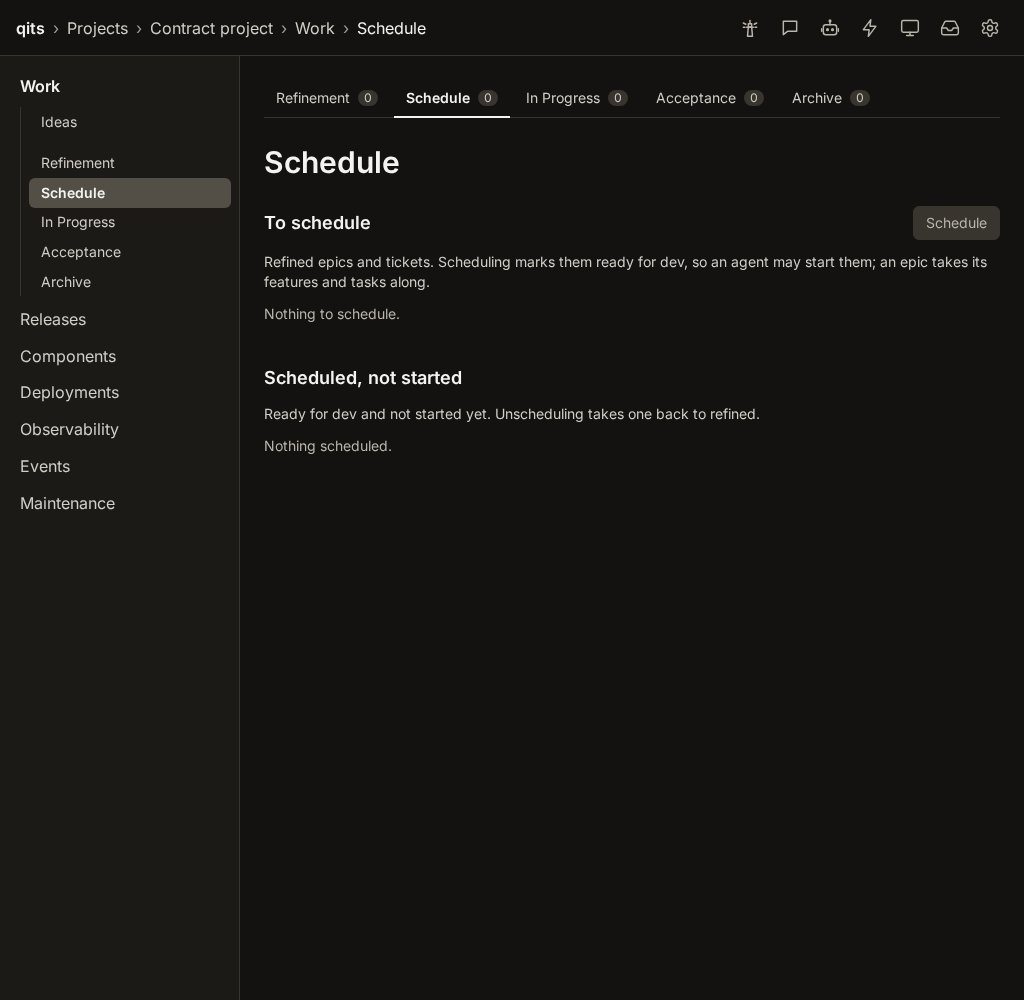 qits › Projects › Contract project › Work › Schedule
Work
Ideas
Refinement
Schedule
In Progress
Acceptance
Archive
Releases
Components
Deployments
Observability
Events
Maintenance
Refinement 0 Schedule 0 In Progress 0 Acceptance 0 Archive 0
Schedule
To schedule
Schedule
Refined epics and tickets. Scheduling marks them ready for dev, so an agent may start them; an epic takes its
features and tasks along.
Nothing to schedule.
Scheduled, not started
Ready for dev and not started yet. Unscheduling takes one back to refined.
Nothing scheduled.